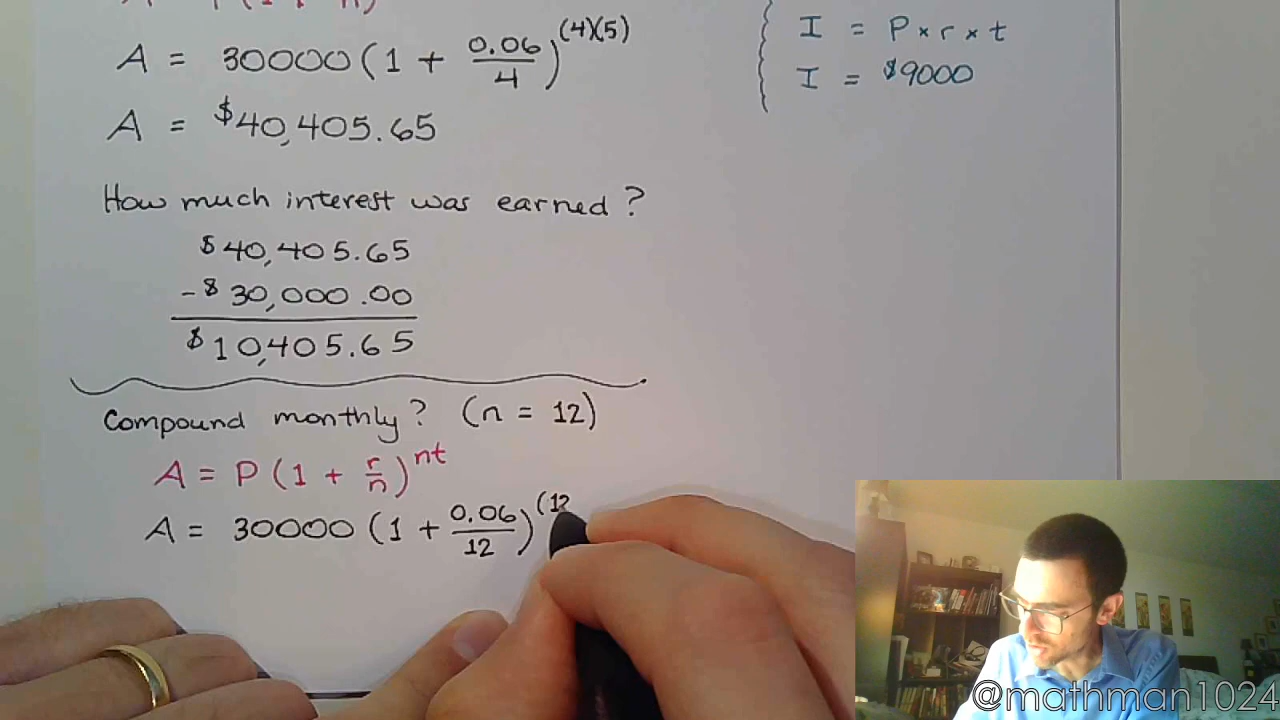 A = 30000 (1 + 0.06/4)^(4)(5)
A = $40,405.65
How much interest was earned?
$40,405.65
- $30,000.00
$10,405.65
Compound monthly? (n = 12)
A = P (1 + r/n)^nt
A = 30000 (1 + 0.06/12)^(12
I = P × r × t
I = $9000
@mathman1024